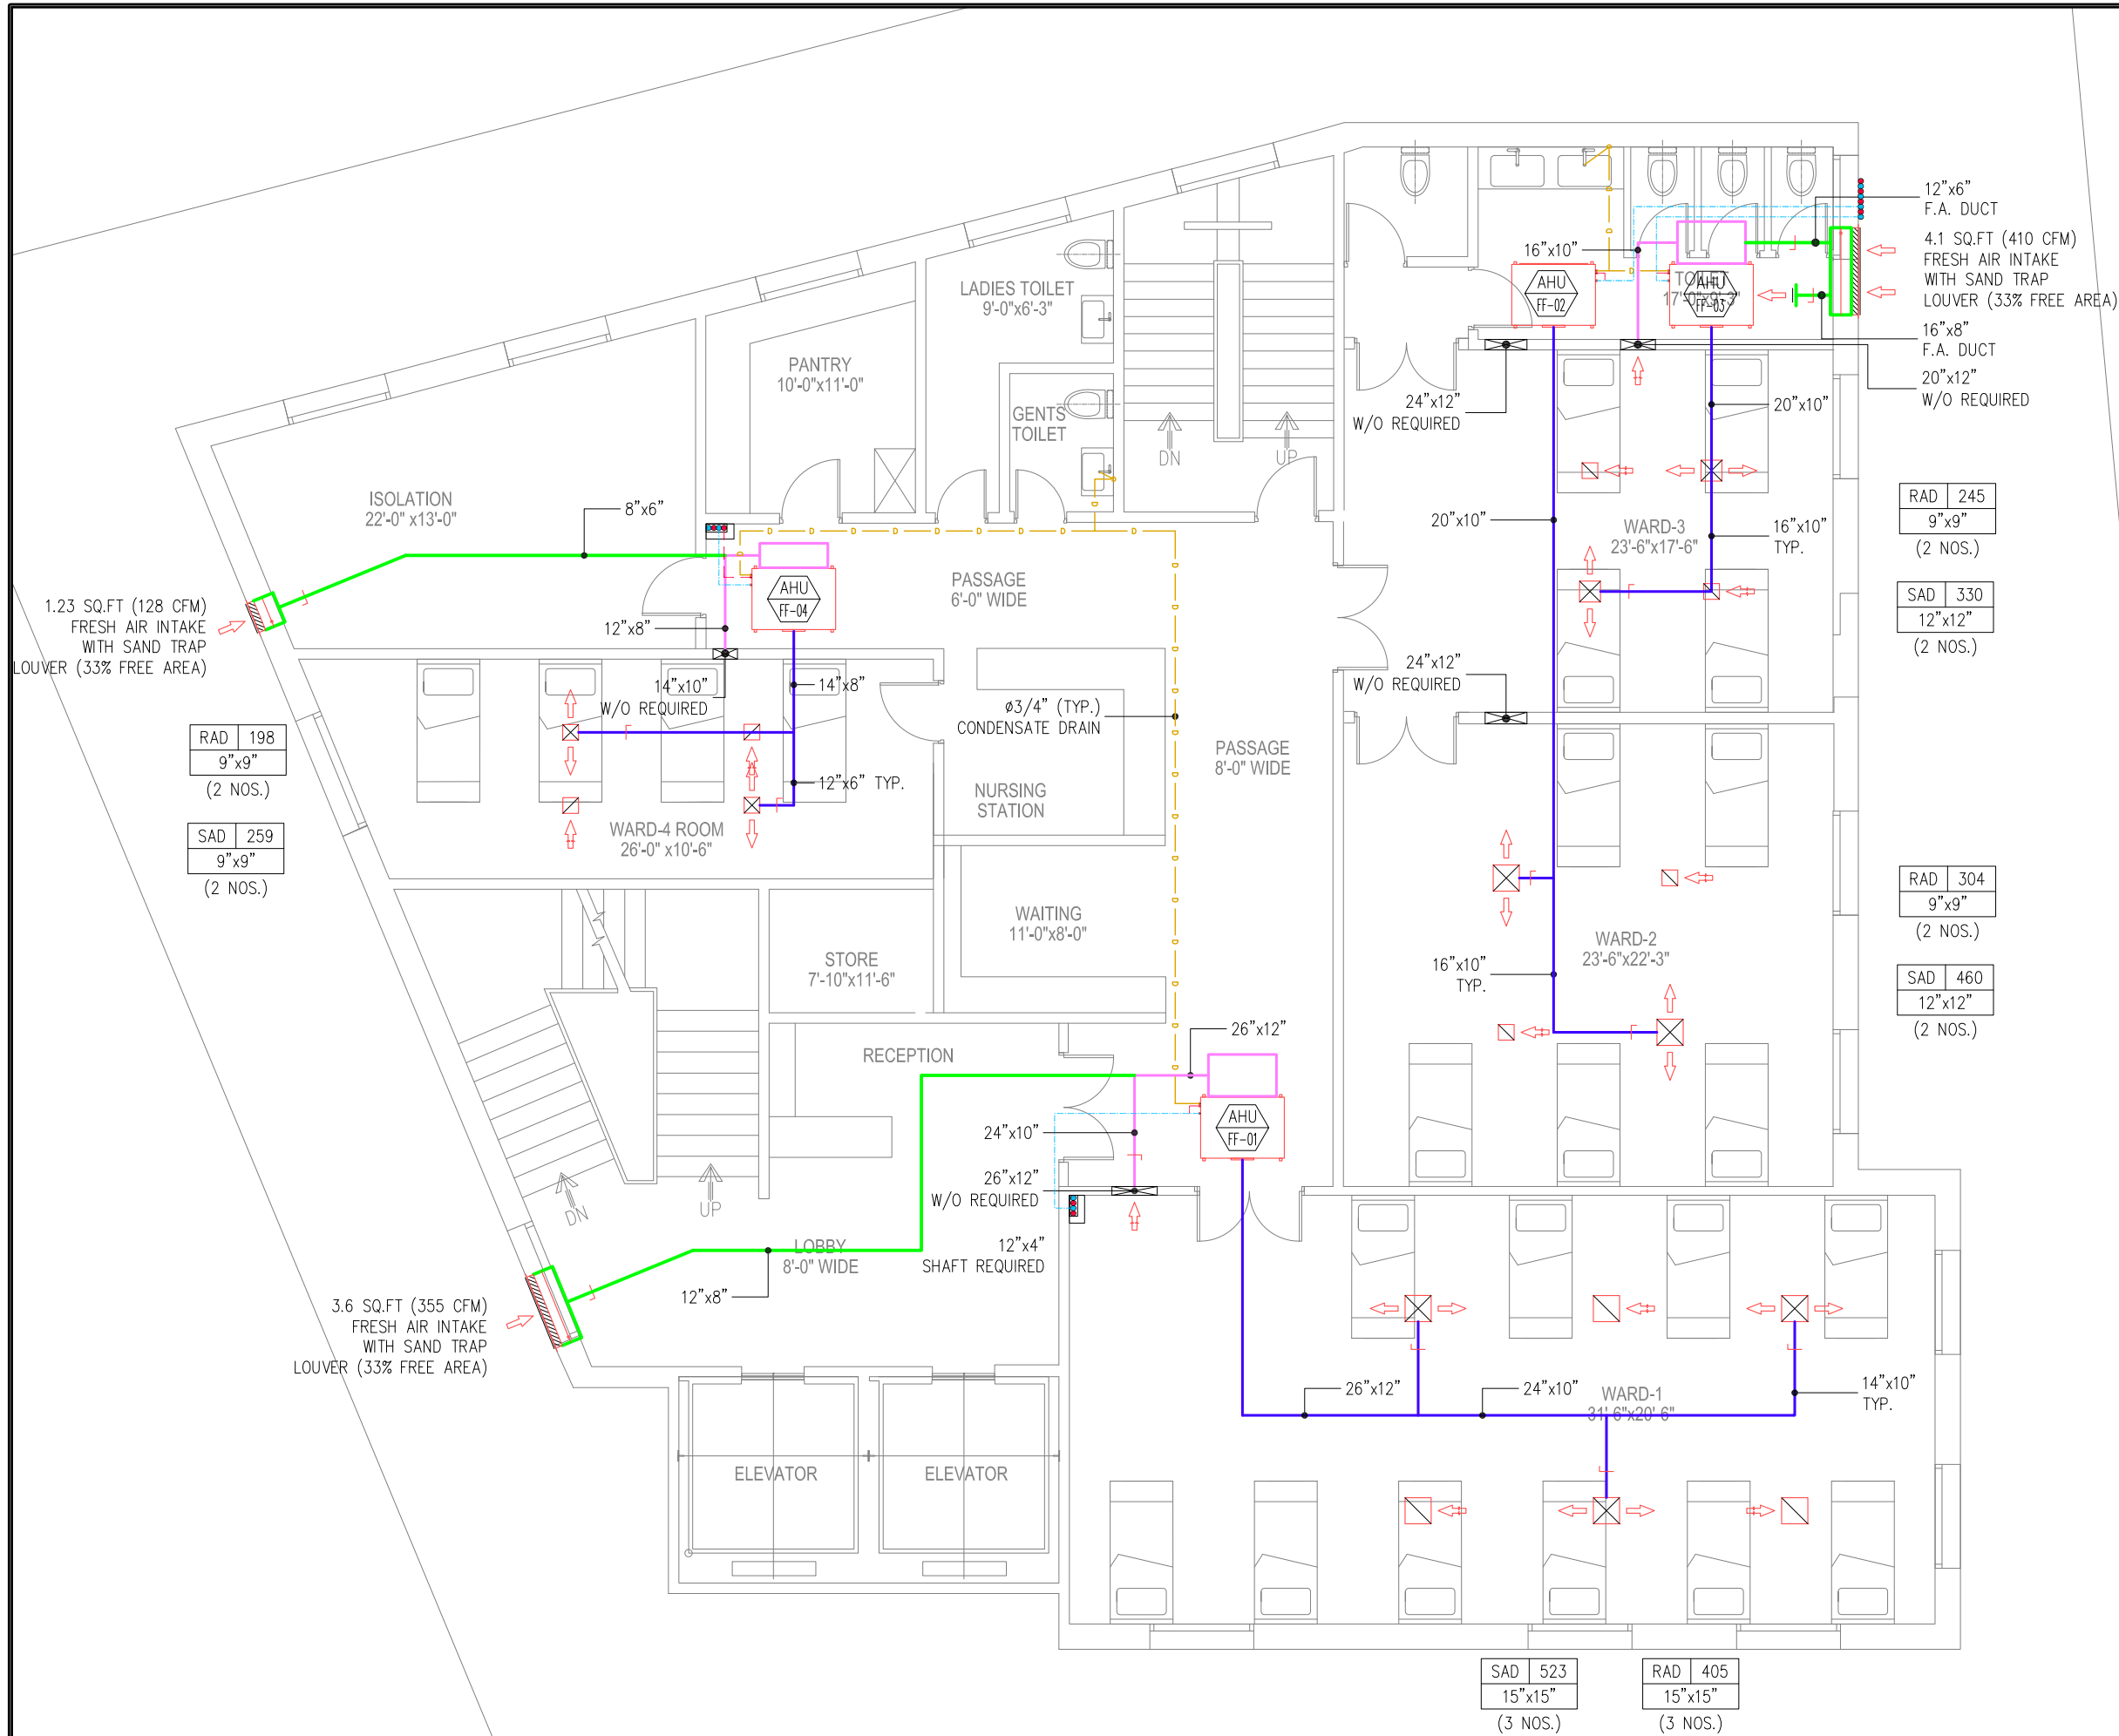 12"x6"
F.A. DUCT
4.1 SQ.FT (410 CFM)
FRESH AIR INTAKE
WITH SAND TRAP
LOUVER (33% FREE AREA)
16"x8"
F.A. DUCT
20"x12"
W/O REQUIRED
16"x10"
AHU
FF-02
TOILET
17'-0"x9'-3"
AHU
FF-03
LADIES TOILET
9'-0"x6'-3"
PANTRY
10'-0"x11'-0"
GENTS
TOILET
DN
UP
24"x12"
W/O REQUIRED
20"x10"
ISOLATION
22'-0" x13'-0"
8"x6"
20"x10"
WARD-3
23'-6"x17'-6"
16"x10"
TYP.
RAD 245
9"x9"
(2 NOS.)
SAD 330
12"x12"
(2 NOS.)
AHU
FF-04
PASSAGE
6'-0" WIDE
1.23 SQ.FT (128 CFM)
FRESH AIR INTAKE
WITH SAND TRAP
LOUVER (33% FREE AREA)
12"x8"
14"x10"
W/O REQUIRED
14"x8"
24"x12"
W/O REQUIRED
ø3/4" (TYP.)
CONDENSATE DRAIN
PASSAGE
8'-0" WIDE
RAD 198
9"x9"
(2 NOS.)
12"x6" TYP.
NURSING
STATION
SAD 259
9"x9"
(2 NOS.)
WARD-4 ROOM
26'-0" x10'-6"
RAD 304
9"x9"
(2 NOS.)
WAITING
11'-0"x8'-0"
STORE
7'-10"x11'-6"
WARD-2
23'-6"x22'-3"
16"x10"
TYP.
SAD 460
12"x12"
(2 NOS.)
RECEPTION
26"x12"
24"x10"
AHU
FF-01
26"x12"
W/O REQUIRED
DN
UP
LOBBY
8'-0" WIDE
12"x4"
SHAFT REQUIRED
12"x8"
3.6 SQ.FT (355 CFM)
FRESH AIR INTAKE
WITH SAND TRAP
LOUVER (33% FREE AREA)
26"x12"
24"x10"
WARD-1
31'-6"x20'-6"
14"x10"
TYP.
ELEVATOR
ELEVATOR
SAD 523
15"x15"
(3 NOS.)
RAD 405
15"x15"
(3 NOS.)